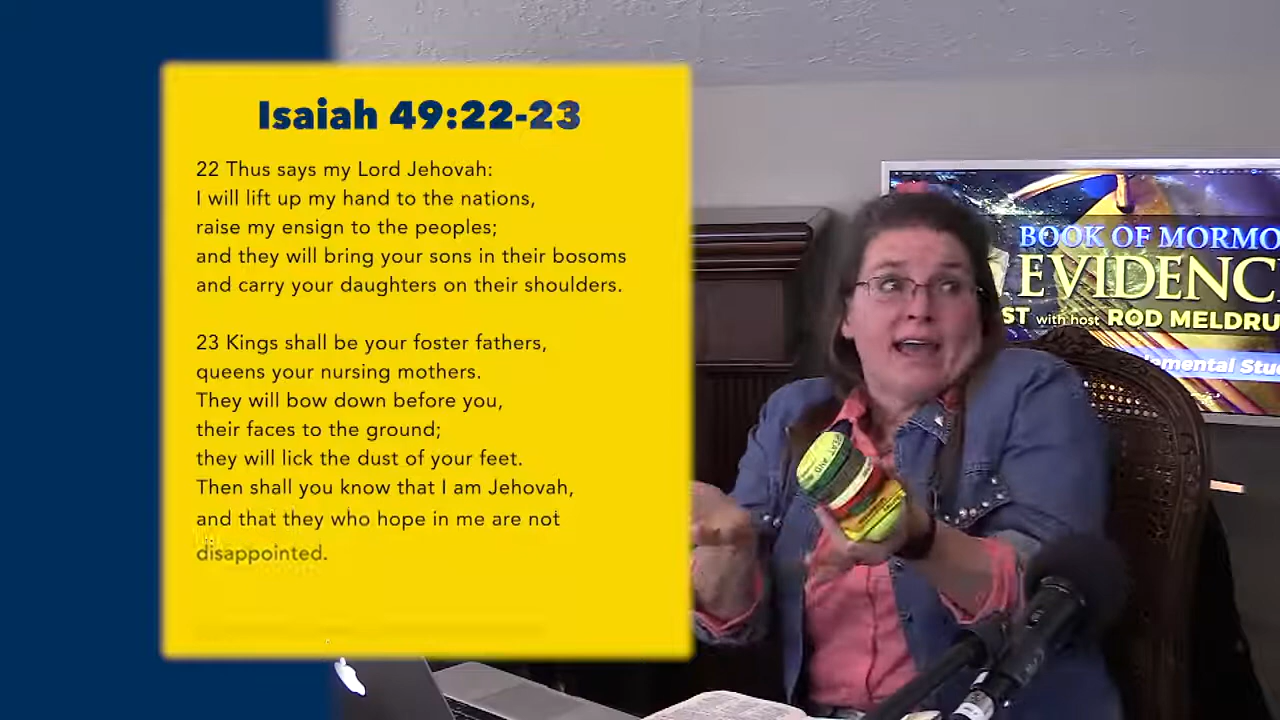 Isaiah 49:22-23
22 Thus says my Lord Jehovah:
I will lift up my hand to the nations,
raise my ensign to the peoples;
and they will bring your sons in their bosoms
and carry your daughters on their shoulders.
23 Kings shall be your foster fathers,
queens your nursing mothers.
They will bow down before you,
their faces to the ground;
they will lick the dust of your feet.
Then shall you know that I am Jehovah,
and that they who hope in me are not
disappointed.
BOOK OF MORMO
EVIDENC
ST with host ROD MELDRU
lemental Stu